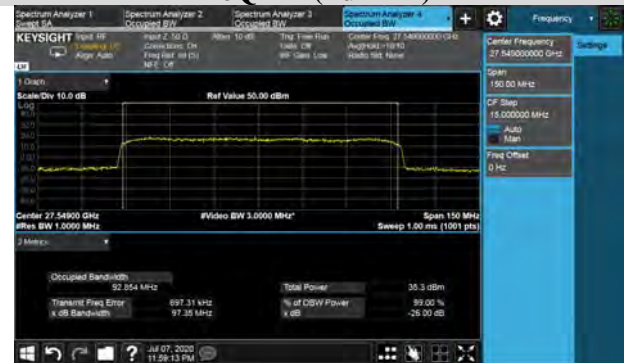 Spectrum Analyzer 1
Swept SA
Spectrum Analyzer 2
Occupied BW
Spectrum Analyzer 3
Occupied BW
Spectrum Analyzer 4
Occupied BW
Frequency
KEYSIGHT Input: RF
Align: Auto
Input Z: 50 Ω
Corrections: On
Freq Ref: Int (S)
NFE: Off
Atten: 10 dB
Trig: Free Run
Gate: Off
#IF Gain: Low
Center Freq: 27.549000000 GHz
Avg|Hold:>10/10
Radio Std: None
Center Frequency
27.549000000 GHz
Settings
Span
150.00 MHz
CF Step
15.000000 MHz
Auto
Man
Freq Offset
0 Hz
1 Graph
Scale/Div 10.0 dB
Ref Value 50.00 dBm
Log
Center 27.54900 GHz
#Video BW 3.0000 MHz*
Span 150 MHz
#Res BW 1.0000 MHz
Sweep 1.00 ms (1001 pts)
2 Metrics
Occupied Bandwidth
92.854 MHz
Total Power
35.3 dBm
Transmit Freq Error
697.31 kHz
% of OBW Power
99.00 %
x dB Bandwidth
97.35 MHz
x dB
-26.00 dB
Jul 07, 2020
11:59:13 PM